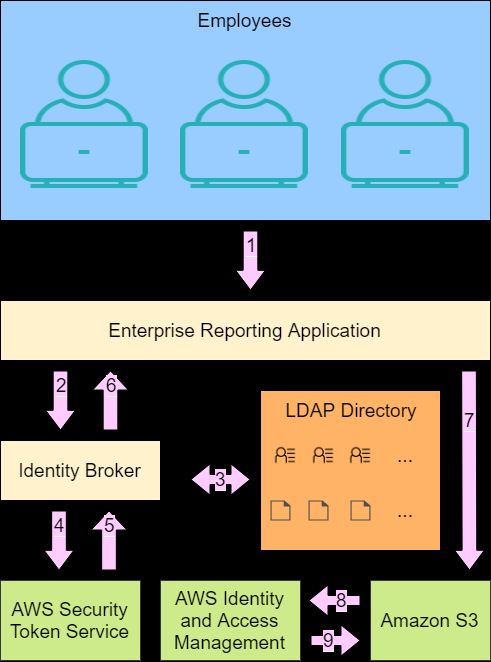 Employees
1
Enterprise Reporting Application
2
6
7
LDAP Directory
...
Identity Broker
3
...
4
5
AWS Security
Token Service
AWS Identity
and Access
Management
8
9
Amazon S3